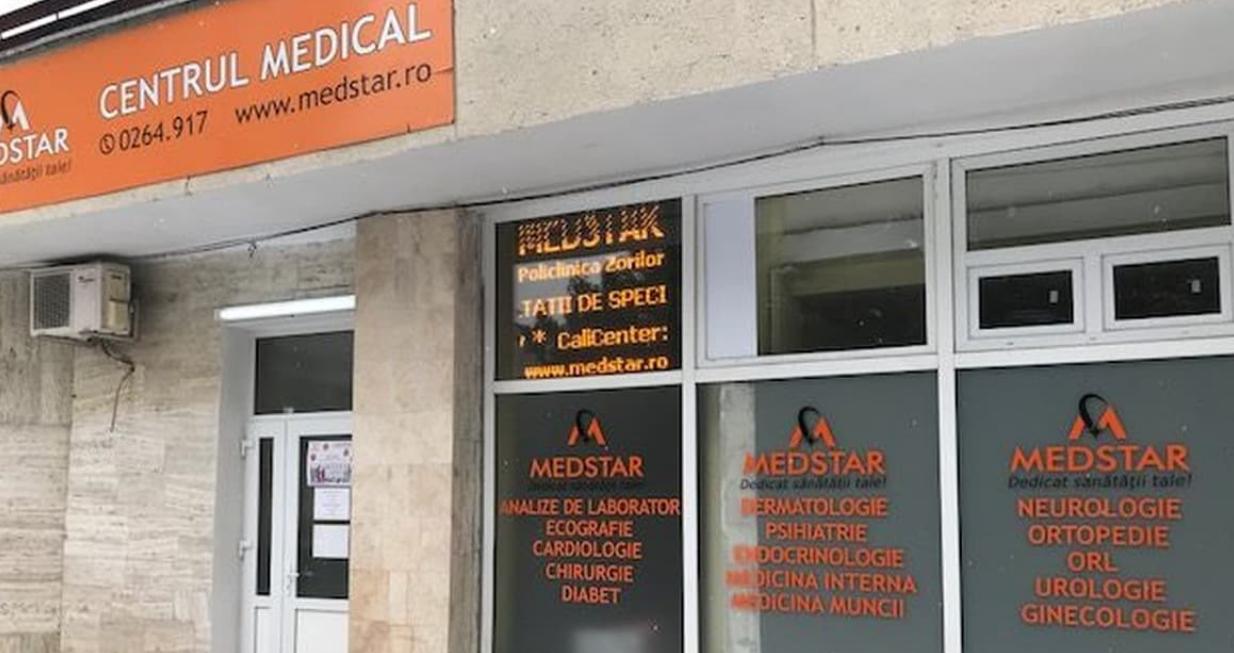 CENTRUL MEDICAL
0264.917 www.medstar.ro
MEDSTAR
Policlinica Zorilor
TATII DE SPECI
* CallCenter:
www.medstar.ro
MEDSTAR
Dedicat sănătății tale!
ANALIZE DE LABORATOR
ECOGRAFIE
CARDIOLOGIE
CHIRURGIE
DIABET
MEDSTAR
Dedicat sănătății tale!
DERMATOLOGIE
PSIHIATRIE
ENDOCRINOLOGIE
MEDICINA INTERNA
MEDICINA MUNCII
MEDSTAR
Dedicat sănătății tale!
NEUROLOGIE
ORTOPEDIE
ORL
UROLOGIE
GINECOLOGIE